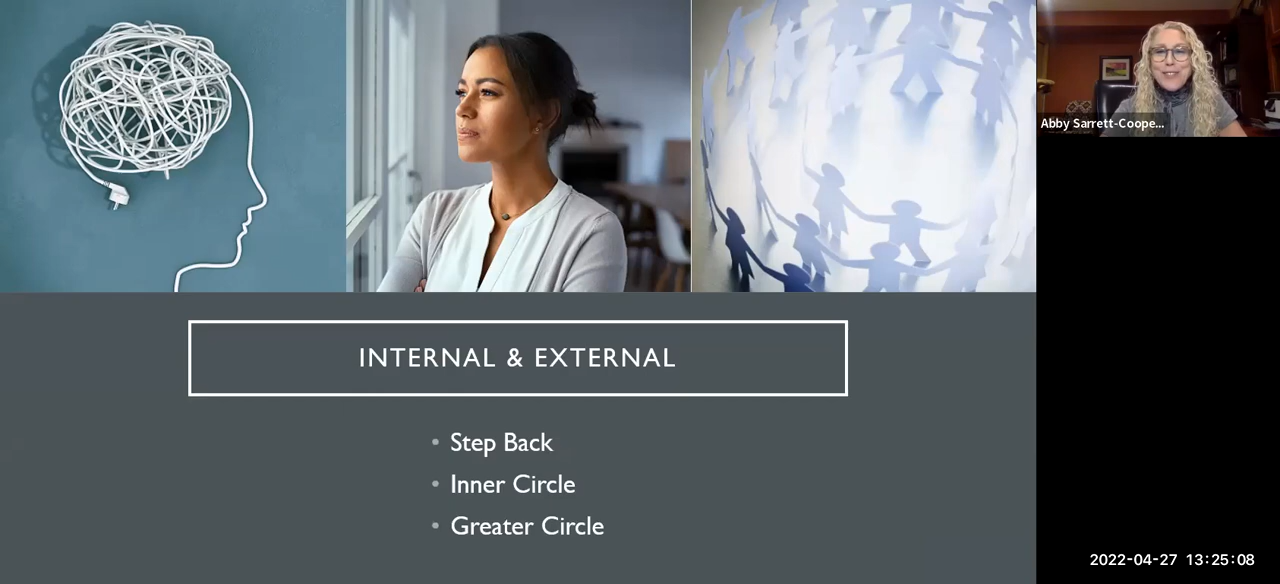 Abby Sarrett-Coope...
INTERNAL & EXTERNAL
• Step Back
• Inner Circle
• Greater Circle
2022-04-27 13:25:08